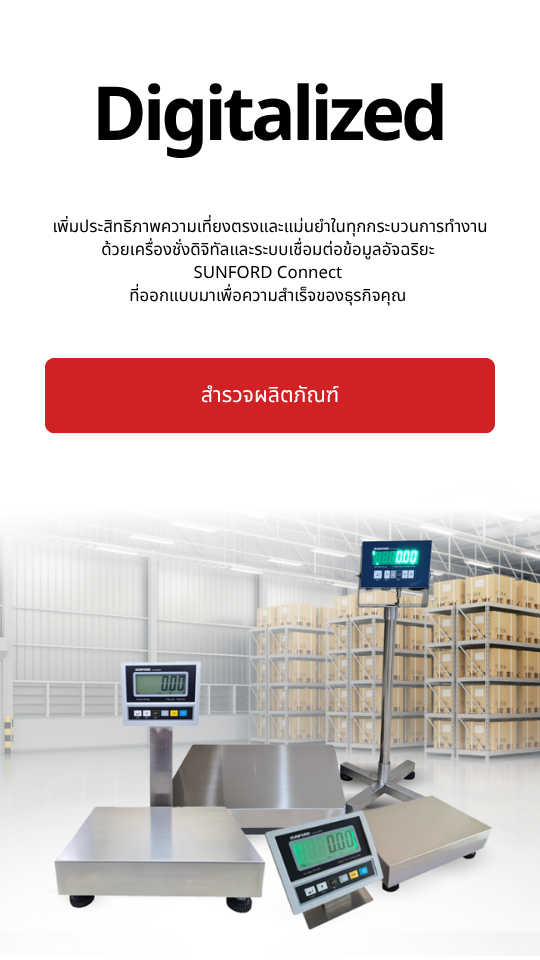 Digitalized
เพิ่มประสิทธิภาพความเที่ยงตรงและแม่นยำในทุกกระบวนการทำงาน
ด้วยเครื่องชั่งดิจิทัลและระบบเชื่อมต่อข้อมูลอัจฉริยะ
SUNFORD Connect
ที่ออกแบบมาเพื่อความสำเร็จของธุรกิจคุณ
สำรวจผลิตภัณฑ์
SUNFORD
0.00
SUNFORD
0.00
SUNFORD
0.00